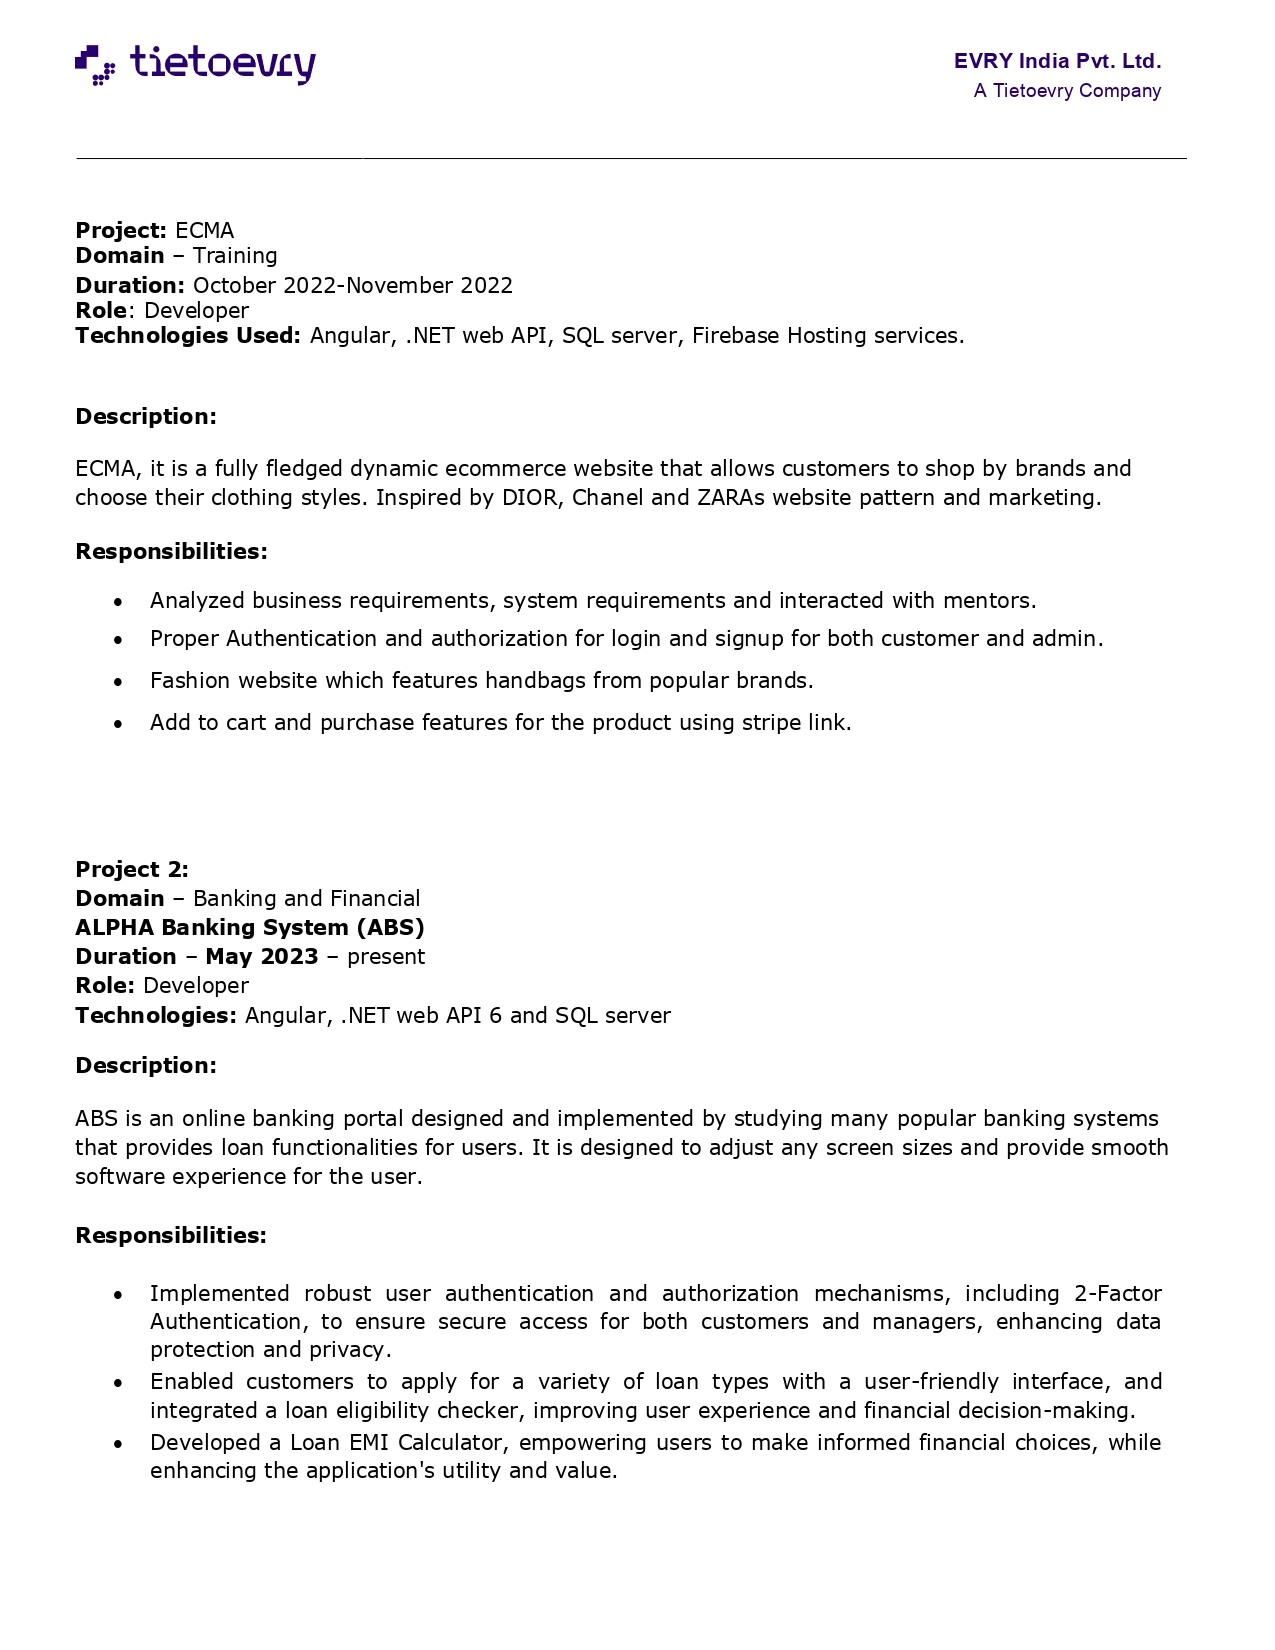 tietoevry
EVRY India Pvt. Ltd.
A Tietoevry Company
Project: ECMA
Domain – Training
Duration: October 2022-November 2022
Role: Developer
Technologies Used: Angular, .NET web API, SQL server, Firebase Hosting services.
Description:
ECMA, it is a fully fledged dynamic ecommerce website that allows customers to shop by brands and
choose their clothing styles. Inspired by DIOR, Chanel and ZARAs website pattern and marketing.
Responsibilities:
• Analyzed business requirements, system requirements and interacted with mentors.
• Proper Authentication and authorization for login and signup for both customer and admin.
• Fashion website which features handbags from popular brands.
• Add to cart and purchase features for the product using stripe link.
Project 2:
Domain – Banking and Financial
ALPHA Banking System (ABS)
Duration – May 2023 – present
Role: Developer
Technologies: Angular, .NET web API 6 and SQL server
Description:
ABS is an online banking portal designed and implemented by studying many popular banking systems
that provides loan functionalities for users. It is designed to adjust any screen sizes and provide smooth
software experience for the user.
Responsibilities:
• Implemented robust user authentication and authorization mechanisms, including 2-Factor
Authentication, to ensure secure access for both customers and managers, enhancing data
protection and privacy.
• Enabled customers to apply for a variety of loan types with a user-friendly interface, and
integrated a loan eligibility checker, improving user experience and financial decision-making.
• Developed a Loan EMI Calculator, empowering users to make informed financial choices, while
enhancing the application's utility and value.